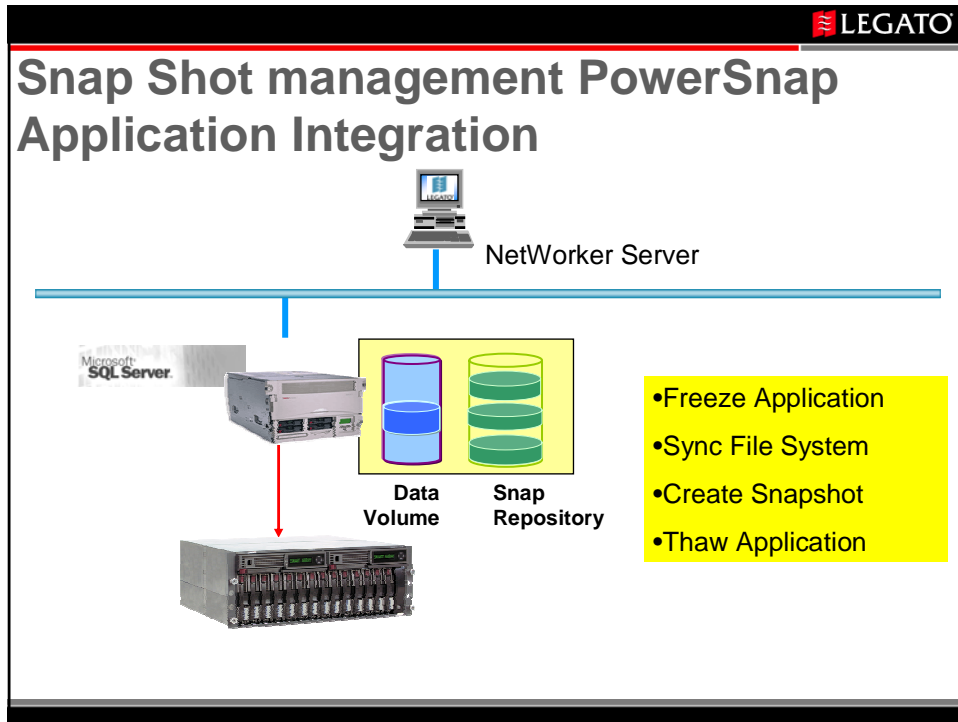 LEGATO
Snap Shot management PowerSnap
Application Integration
LEGATO
NetWorker Server
Microsoft
SQL Server
Data
Volume
Snap
Repository
•Freeze Application
•Sync File System
•Create Snapshot
•Thaw Application